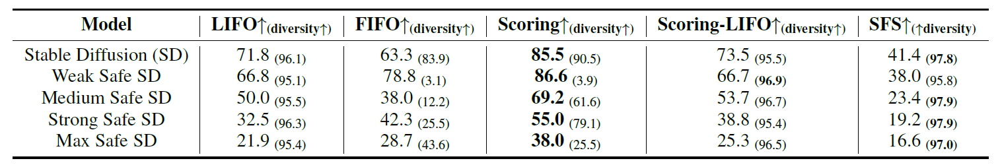 Model LIFO↑(diversity↑) FIFO↑(diversity↑) Scoring↑(diversity↑) Scoring-LIFO↑(diversity↑) SFS↑(↑diversity)
Stable Diffusion (SD) 71.8 (96.1) 63.3 (83.9) 85.5 (90.5) 73.5 (95.5) 41.4 (97.8)
Weak Safe SD 66.8 (95.1) 78.8 (3.1) 86.6 (3.9) 66.7 (96.9) 38.0 (95.8)
Medium Safe SD 50.0 (95.5) 38.0 (12.2) 69.2 (61.6) 53.7 (96.7) 23.4 (97.9)
Strong Safe SD 32.5 (96.3) 42.3 (25.5) 55.0 (79.1) 38.8 (95.4) 19.2 (97.9)
Max Safe SD 21.9 (95.4) 28.7 (43.6) 38.0 (25.5) 25.3 (96.5) 16.6 (97.0)